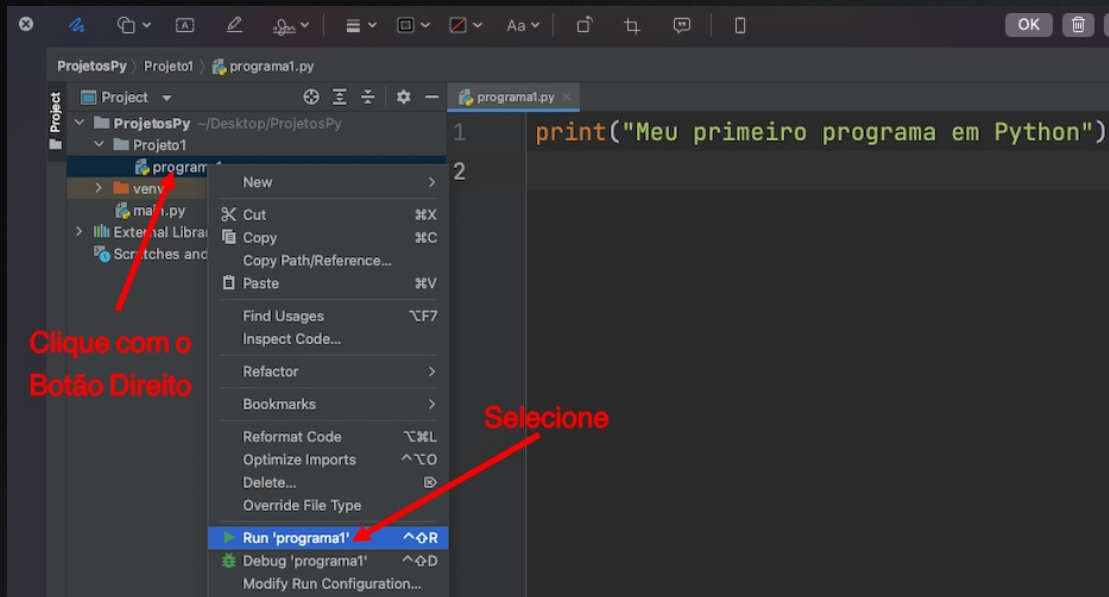 Aa
OK
ProjetosPy Projeto1 programa1.py
Project
Project
programa1.py
ProjetosPy ~/Desktop/ProjetosPy
Projeto1
venv
main.py
Scratches and
1 print("Meu primeiro programa em Python")
2
New
Cut ⌘X
Copy ⌘C
Copy Path/Reference...
Paste ⌘V
Find Usages ⌥F7
Inspect Code...
Refactor
Bookmarks
Reformat Code ⌥⌘L
Optimize Imports ^⌥O
Delete... ⌦
Override File Type
Run 'programa1' ^⇧R
Debug 'programa1' ^⇧D
Modify Run Configuration...
Clique com o
Botão Direito
Selecione